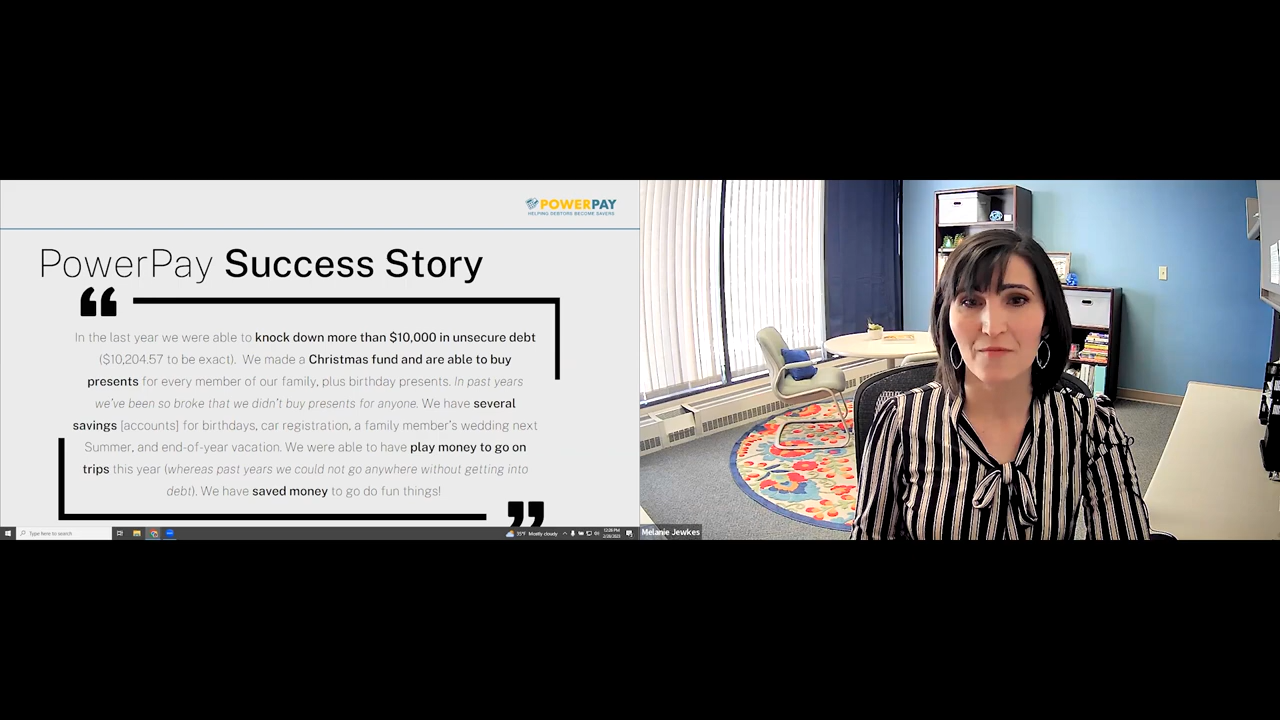 POWERPAY
HELPING DEBTORS BECOME SAVERS
PowerPay Success Story
“
In the last year we were able to knock down more than $10,000 in unsecure debt
($10,204.57 to be exact). We made a Christmas fund and are able to buy
presents for every member of our family, plus birthday presents. In past years
we've been so broke that we didn't buy presents for anyone. We have several
savings [accounts] for birthdays, car registration, a family member's wedding next
Summer, and end-of-year vacation. We were able to have play money to go on
trips this year (whereas past years we could not go anywhere without getting into
debt). We have saved money to go do fun things!
”
Type here to search
35°F Mostly cloudy
Melanie Jewkes